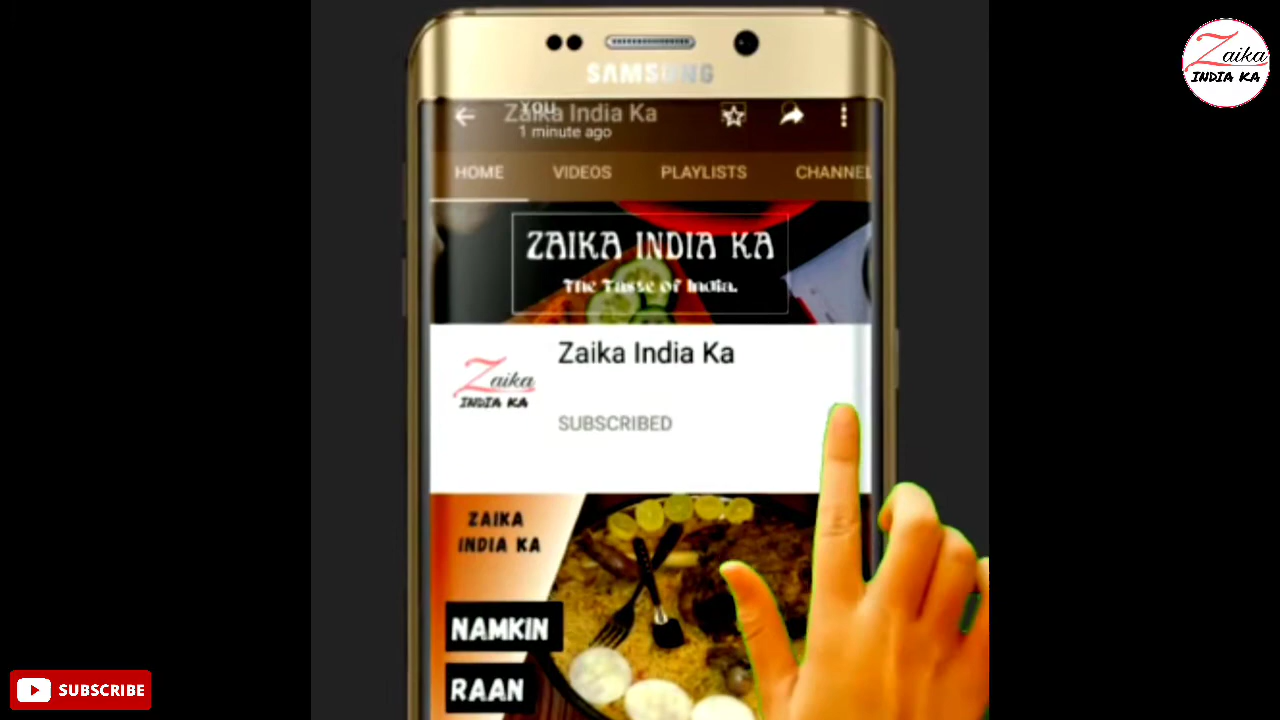 Zaika
INDIA KA
SAMSUNG
YOU
Zaika India Ka
1 minute ago
HOME VIDEOS PLAYLISTS CHANNEL
ZAIKA INDIA KA
The Taste of India.
Zaika India Ka
Zaika
INDIA KA
SUBSCRIBED
ZAIKA
INDIA KA
NAMKIN
RAAN
SUBSCRIBE